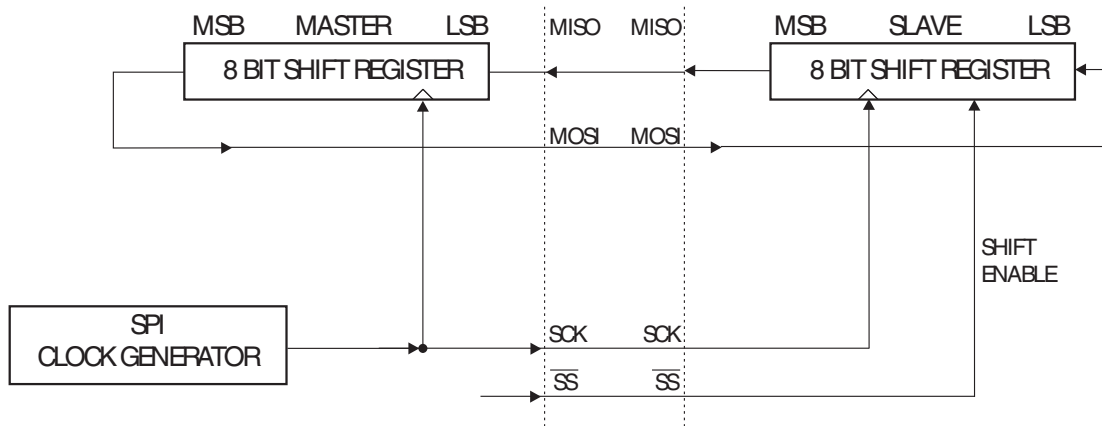 MSB MASTER LSB
MISO MISO
MSB SLAVE LSB
8 BIT SHIFT REGISTER
8 BIT SHIFT REGISTER
MOSI MOSI
SHIFT
ENABLE
SPI
CLOCK GENERATOR
SCK SCK
SS SS